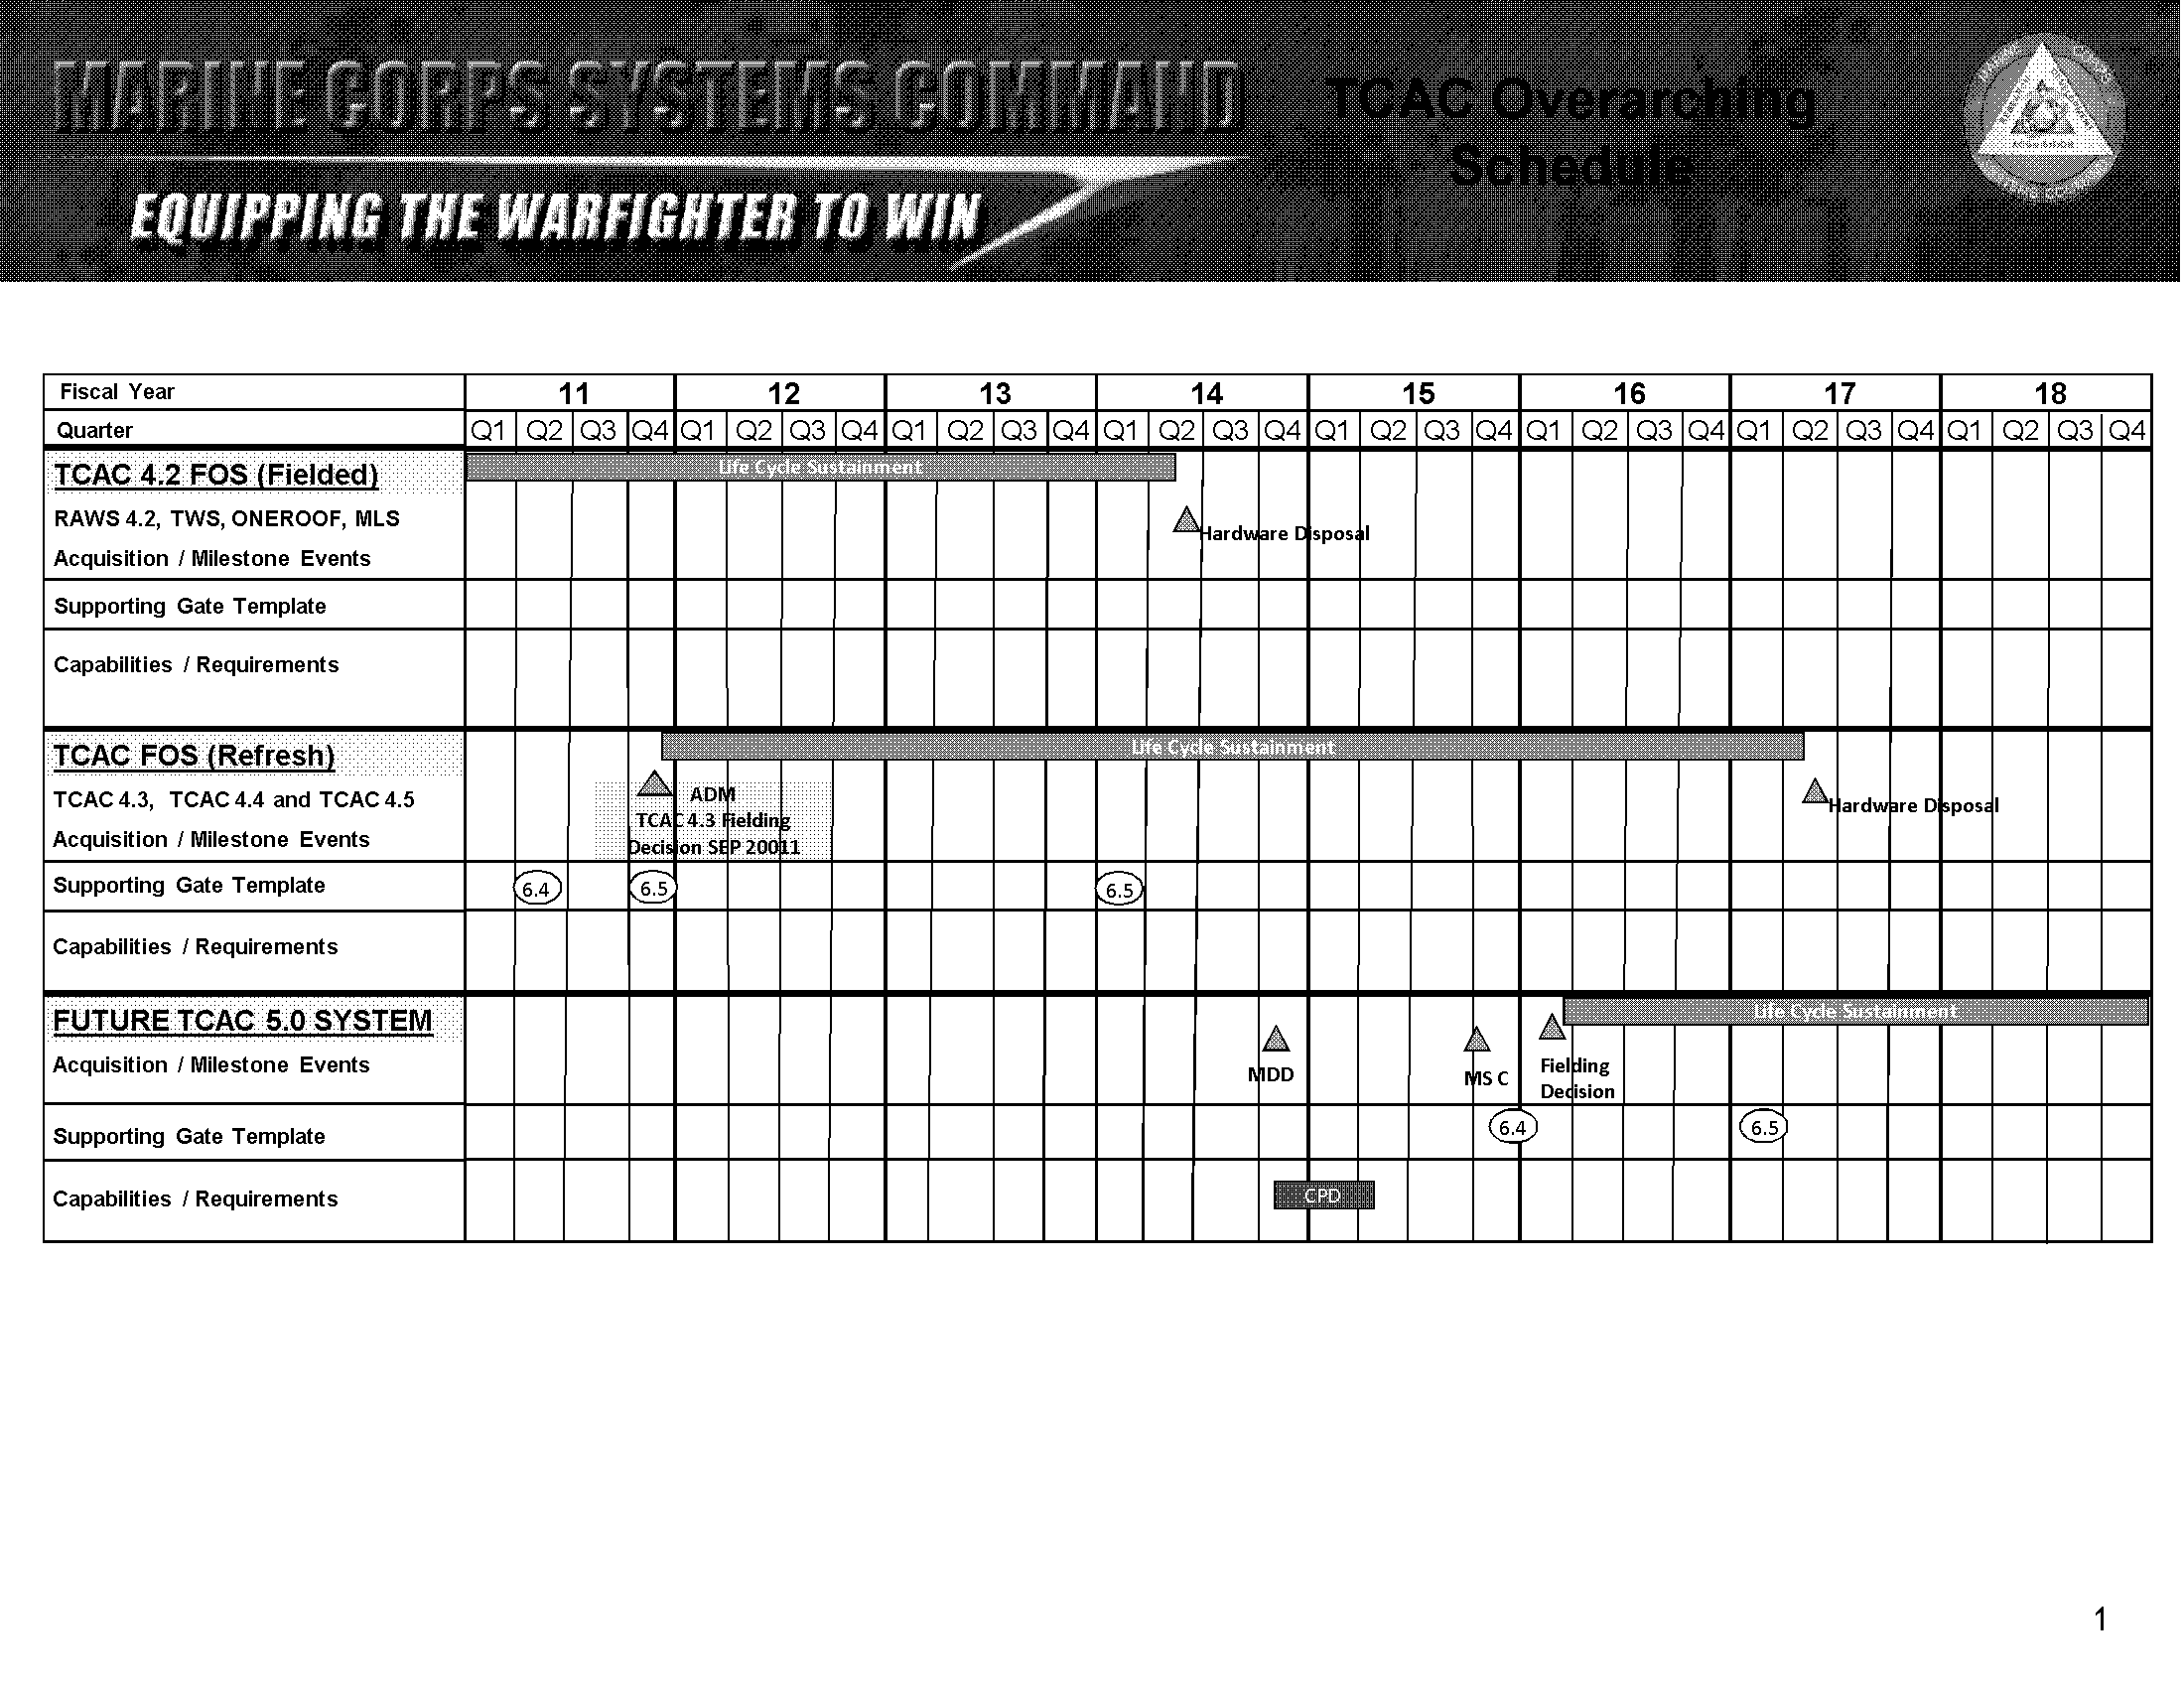 MARINE CORPS SYSTEMS COMMAND
EQUIPPING THE WARFIGHTER TO WIN
TCAC Overarching
Schedule
Fiscal Year 11 12 13 14 15 16 17 18
Quarter Q1 Q2 Q3 Q4 Q1 Q2 Q3 Q4 Q1 Q2 Q3 Q4 Q1 Q2 Q3 Q4 Q1 Q2 Q3 Q4 Q1 Q2 Q3 Q4 Q1 Q2 Q3 Q4 Q1 Q2 Q3 Q4
Life Cycle Sustainment
TCAC 4.2 FOS (Fielded)
RAWS 4.2, TWS, ONEROOF, MLS
Hardware Disposal
Acquisition / Milestone Events
Supporting Gate Template
Capabilities / Requirements
Life Cycle Sustainment
TCAC FOS (Refresh)
TCAC 4.3, TCAC 4.4 and TCAC 4.5
Acquisition / Milestone Events
ADM
TCAC 4.3 Fielding
Decision SEP 20011
Hardware Disposal
Supporting Gate Template 6.4 6.5 6.5
Capabilities / Requirements
Life Cycle Sustainment
FUTURE TCAC 5.0 SYSTEM
Acquisition / Milestone Events
MDD
MS C
Fielding
Decision
Supporting Gate Template 6.4 6.5
Capabilities / Requirements CPD
1